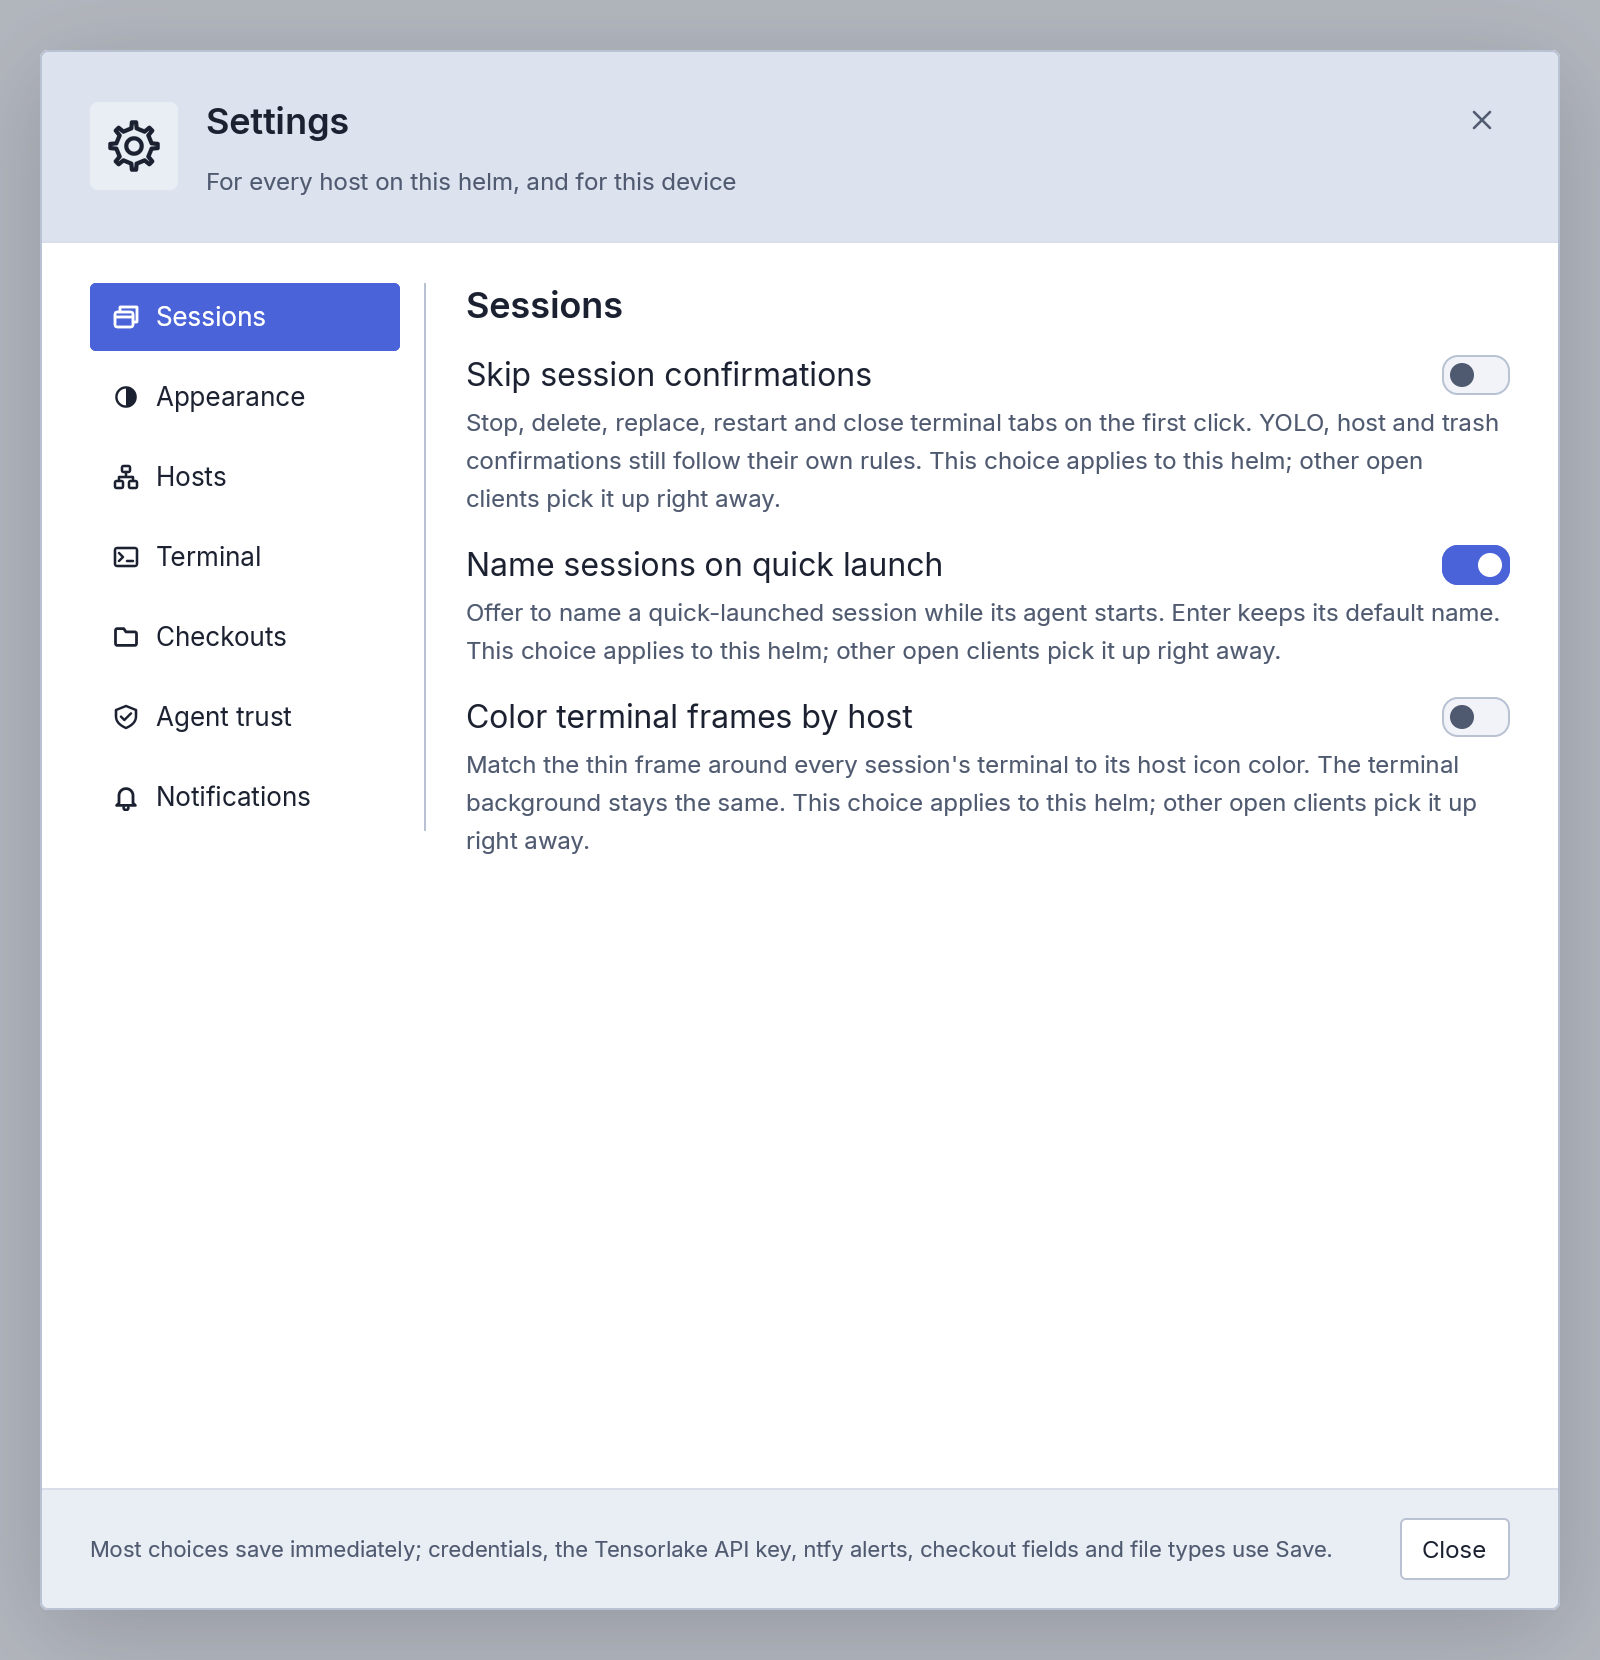 Settings
For every host on this helm, and for this device
Sessions
Appearance
Hosts
Terminal
Checkouts
Agent trust
Notifications
Sessions
Skip session confirmations
Stop, delete, replace, restart and close terminal tabs on the first click. YOLO, host and trash
confirmations still follow their own rules. This choice applies to this helm; other open
clients pick it up right away.
Name sessions on quick launch
Offer to name a quick-launched session while its agent starts. Enter keeps its default name.
This choice applies to this helm; other open clients pick it up right away.
Color terminal frames by host
Match the thin frame around every session's terminal to its host icon color. The terminal
background stays the same. This choice applies to this helm; other open clients pick it up
right away.
Most choices save immediately; credentials, the Tensorlake API key, ntfy alerts, checkout fields and file types use Save.
Close